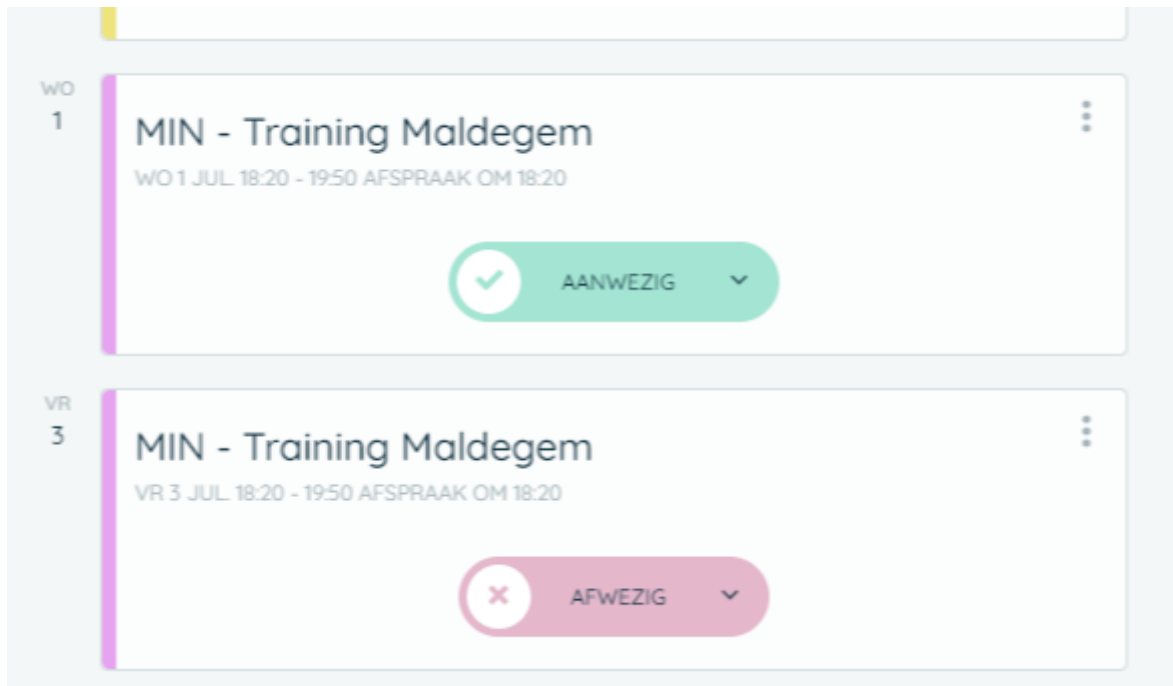 WO
1
MIN - Training Maldegem
WO 1 JUL. 18:20 - 19:50 AFSPRAAK OM 18:20
AANWEZIG
VR
3
MIN - Training Maldegem
VR 3 JUL. 18:20 - 19:50 AFSPRAAK OM 18:20
AFWEZIG